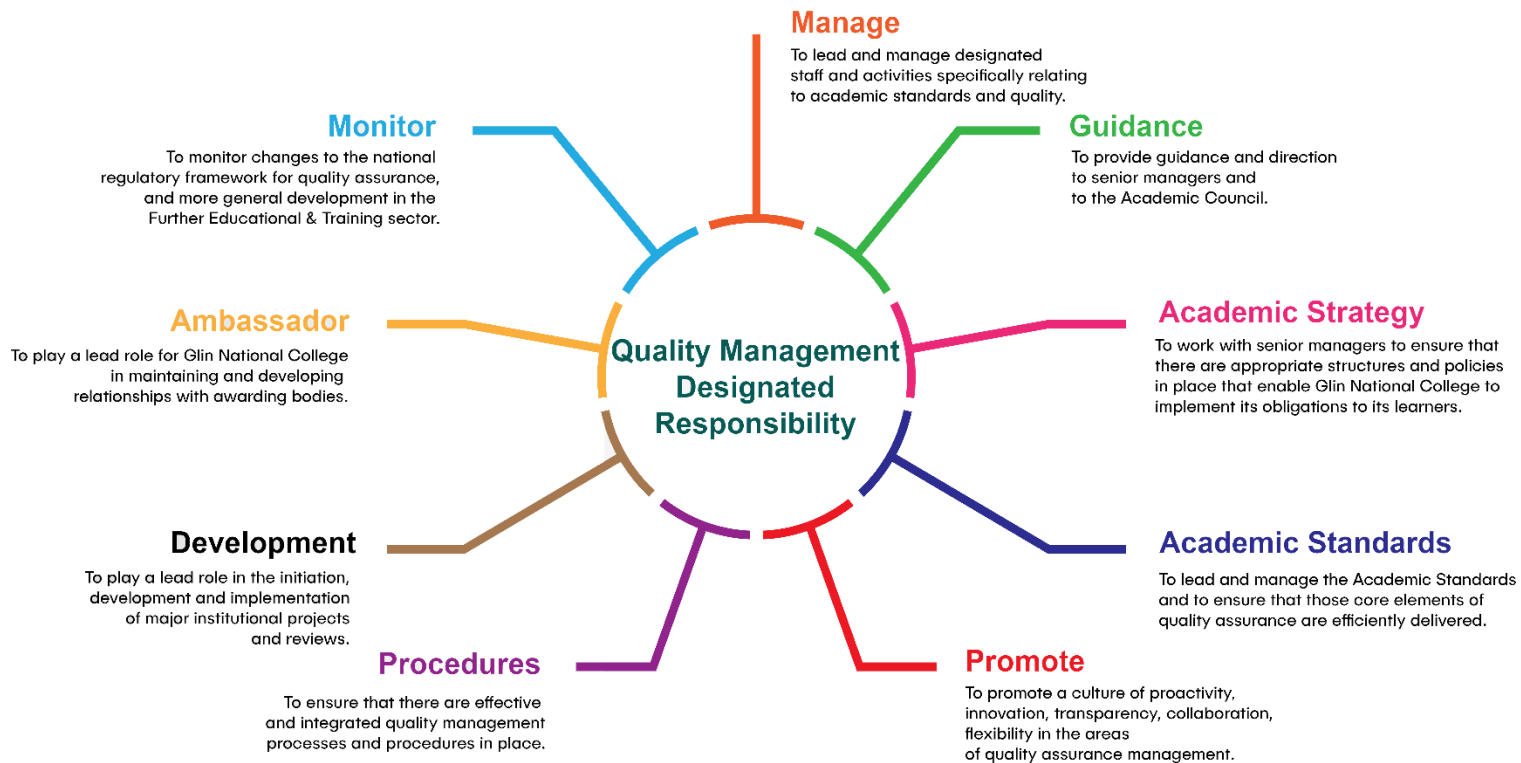 Manage
To lead and manage designated
staff and activities specifically relating
to academic standards and quality.
Guidance
To provide guidance and direction
to senior managers and
to the Academic Council.
Academic Strategy
To work with senior managers to ensure that
there are appropriate structures and policies
in place that enable Glin National College to
implement its obligations to its learners.
Academic Standards
To lead and manage the Academic Standards
and to ensure that those core elements of
quality assurance are efficiently delivered.
Promote
To promote a culture of proactivity,
innovation, transparency, collaboration,
flexibility in the areas
of quality assurance management.
Procedures
To ensure that there are effective
and integrated quality management
processes and procedures in place.
Development
To play a lead role in the initiation,
development and implementation
of major institutional projects
and reviews.
Ambassador
To play a lead role for Glin National College
in maintaining and developing
relationships with awarding bodies.
Monitor
To monitor changes to the national
regulatory framework for quality assurance,
and more general development in the
Further Educational & Training sector.
Quality Management
Designated
Responsibility